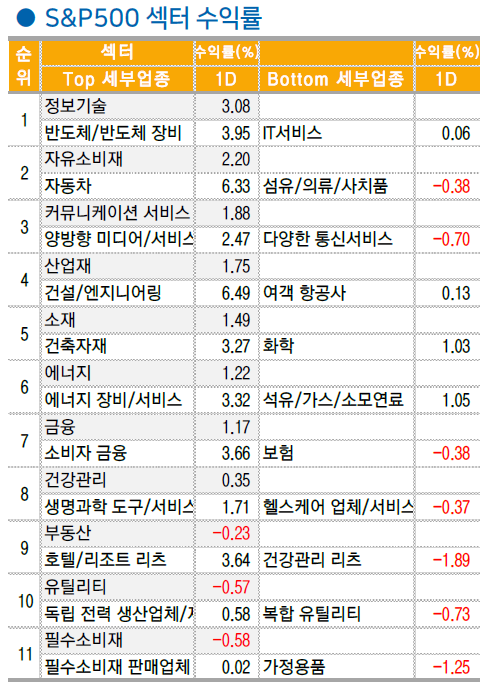 ● S&P500 섹터 수익률
순위 섹터 수익률(%) 수익률(%)
Top 세부업종 1D Bottom 세부업종 1D
1 정보기술 3.08
반도체/반도체 장비 3.95 IT서비스 0.06
2 자유소비재 2.20
자동차 6.33 섬유/의류/사치품 -0.38
3 커뮤니케이션 서비스 1.88
양방향 미디어/서비스 2.47 다양한 통신서비스 -0.70
4 산업재 1.75
건설/엔지니어링 6.49 여객 항공사 0.13
5 소재 1.49
건축자재 3.27 화학 1.03
6 에너지 1.22
에너지 장비/서비스 3.32 석유/가스/소모연료 1.05
7 금융 1.17
소비자 금융 3.66 보험 -0.38
8 건강관리 0.35
생명과학 도구/서비스 1.71 헬스케어 업체/서비스 -0.37
9 부동산 -0.23
호텔/리조트 리츠 3.64 건강관리 리츠 -1.89
10 유틸리티 -0.57
독립 전력 생산업체/ 0.58 복합 유틸리티 -0.73
11 필수소비재 -0.58
필수소비재 판매업체 0.02 가정용품 -1.25